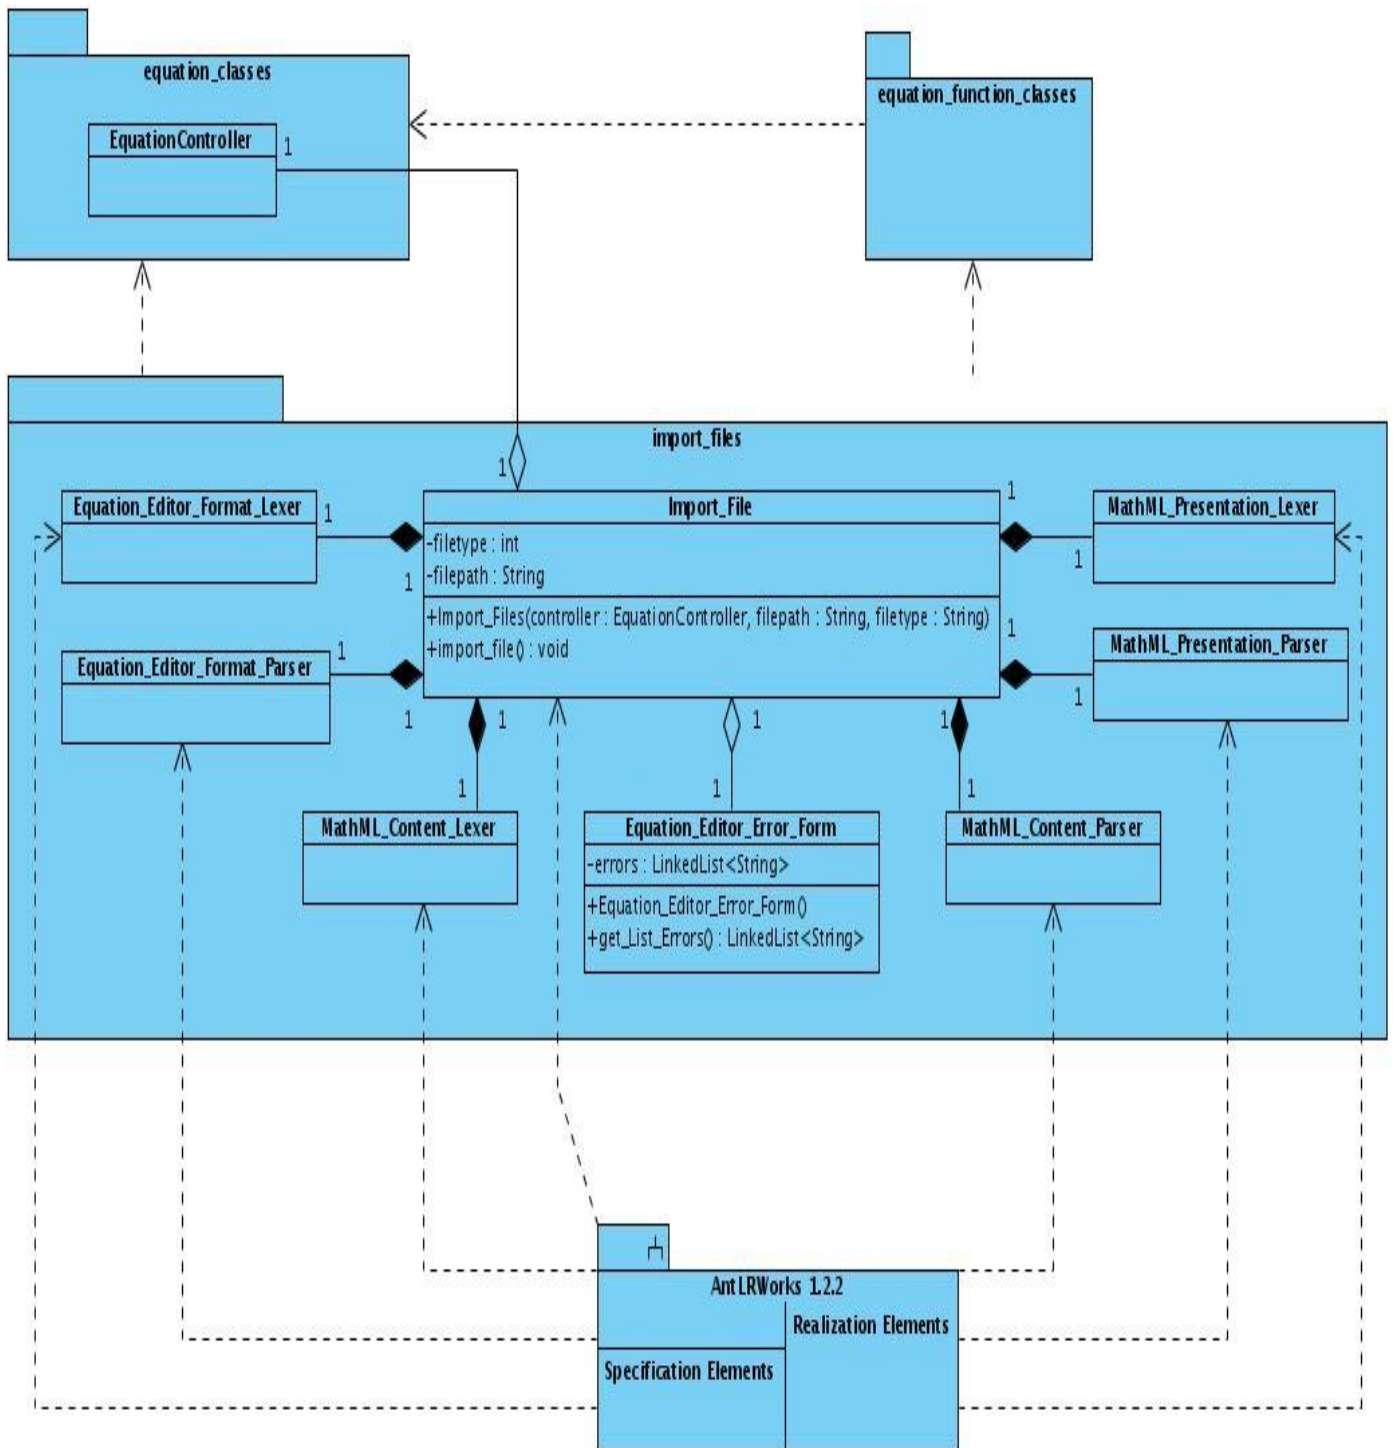 equation_classes
equation_function_classes
EquationController
1
import_files
1
Equation_Editor_Format_Lexer
1
Import_File
1
MathML_Presentation_Lexer
-filetype : int
-filepath : String
1
1
+Import_Files(controller : EquationController, filepath : String, filetype : String)
+import_file() : void
1
MathML_Presentation_Parser
Equation_Editor_Format_Parser
1
1
1
1
1
1
1
1
1
1
MathML_Content_Lexer
Equation_Editor_Error_Form
MathML_Content_Parser
-errors : LinkedList<String>
+Equation_Editor_Error_Form()
+get_List_Errors() : LinkedList<String>
AntLRWorks 1.2.2
Realization Elements
Specification Elements